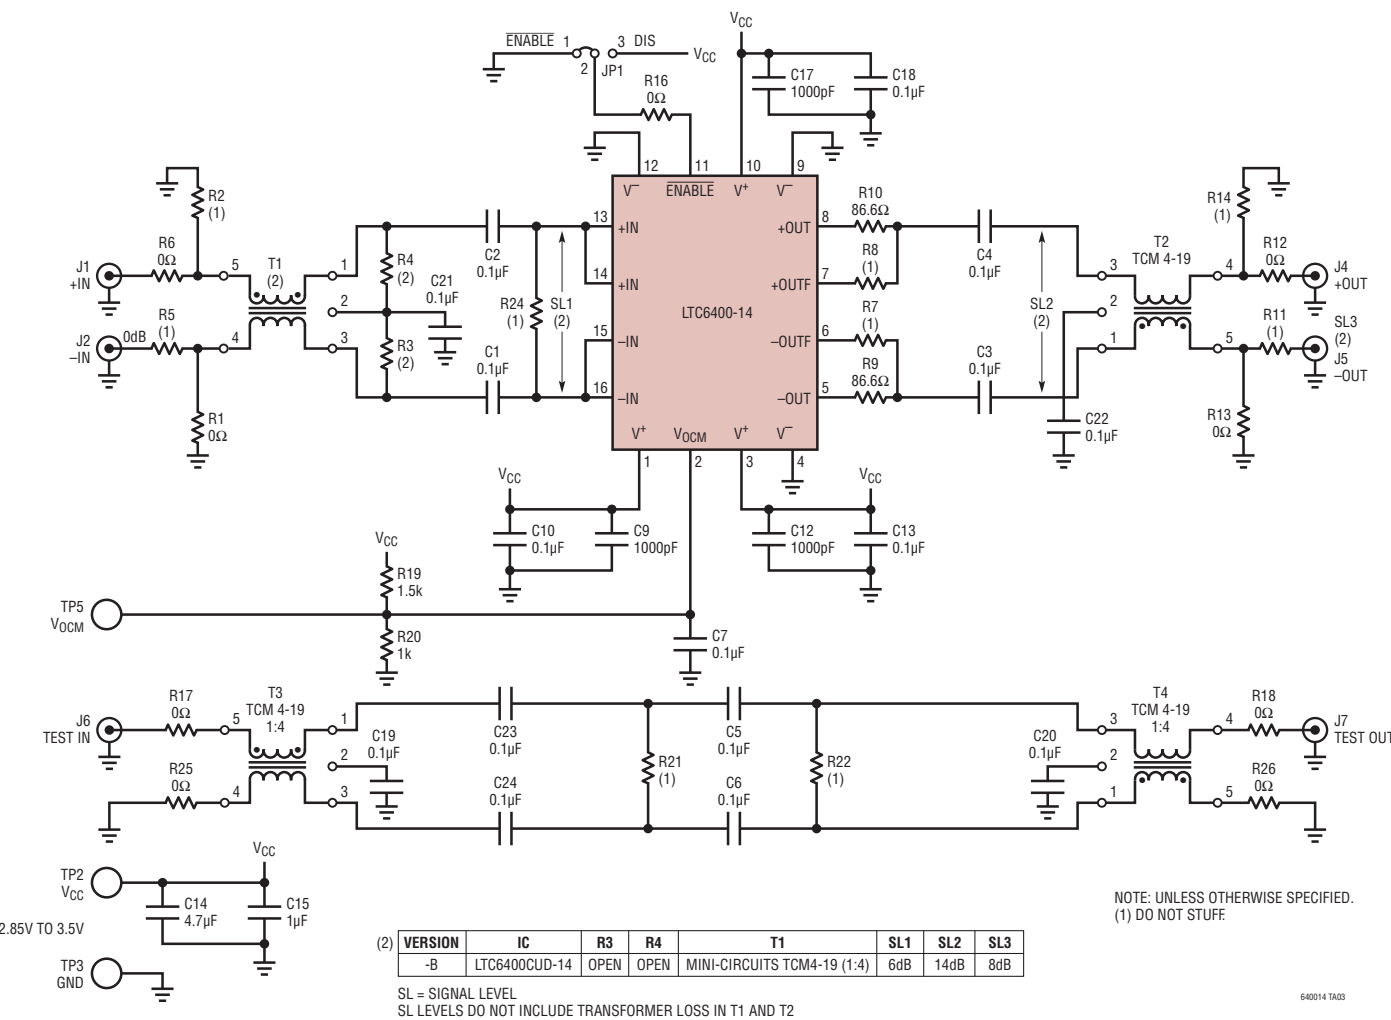 VCC
ENABLE 1
3 DIS
VCC
2
JP1
R16
0Ω
C17
1000pF
C18
0.1µF
12
11
10
9
V–
ENABLE
V+
V–
R2
(1)
R6
0Ω
J1
+IN
5
T1
(2)
1
R4
(2)
C21
0.1µF
2
C2
0.1µF
R24
(1)
SL1
(2)
13
+IN
14
+IN
15
–IN
16
–IN
LTC6400-14
+OUT
8
+OUTF
7
–OUTF
6
–OUT
5
R10
86.6Ω
R8
(1)
R7
(1)
R9
86.6Ω
C4
0.1µF
SL2
(2)
C3
0.1µF
3
T2
TCM 4-19
4
2
1
5
R14
(1)
R12
0Ω
J4
+OUT
R11
(1)
SL3
(2)
J5
–OUT
R13
0Ω
C22
0.1µF
J2
–IN
0dB
R5
(1)
4
3
R3
(2)
C1
0.1µF
R1
0Ω
V+
VOCM
V+
V–
1
2
3
4
VCC
C10
0.1µF
C9
1000pF
VCC
C12
1000pF
C13
0.1µF
VCC
R19
1.5k
TP5
VOCM
R20
1k
C7
0.1µF
J6
TEST IN
R17
0Ω
5
T3
TCM 4-19
1:4
1
2
3
4
R25
0Ω
C19
0.1µF
C23
0.1µF
C24
0.1µF
R21
(1)
C5
0.1µF
C6
0.1µF
R22
(1)
C20
0.1µF
3
2
1
T4
TCM 4-19
1:4
4
5
R18
0Ω
J7
TEST OUT
R26
0Ω
VCC
TP2
VCC
2.85V TO 3.5V
C14
4.7µF
C15
1µF
TP3
GND
NOTE: UNLESS OTHERWISE SPECIFIED.
(1) DO NOT STUFF.
(2) VERSION IC R3 R4 T1 SL1 SL2 SL3
-B LTC6400CUD-14 OPEN OPEN MINI-CIRCUITS TCM4-19 (1:4) 6dB 14dB 8dB
SL = SIGNAL LEVEL
SL LEVELS DO NOT INCLUDE TRANSFORMER LOSS IN T1 AND T2
640014 TA03